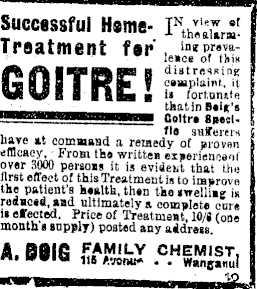 Successful Home-
Treatment for
GOITRE!
IN view of
the alarm-
ing preva-
lence of this
distressing
complaint, it
is fortunate
that in Doig's
Goitre Speci-
fic sufferers
have at command a remedy of proven
efficacy. From the written experience of
over 3000 persons it is evident that the
first effect of this Treatment is to improve
the patient's health, then the swelling is
reduced, and ultimately a complete cure
is effected. Price of Treatment, 10/6 (one
month's supply) posted any address.
A. DOIG FAMILY CHEMIST,
115 Avenue - - Wanganui